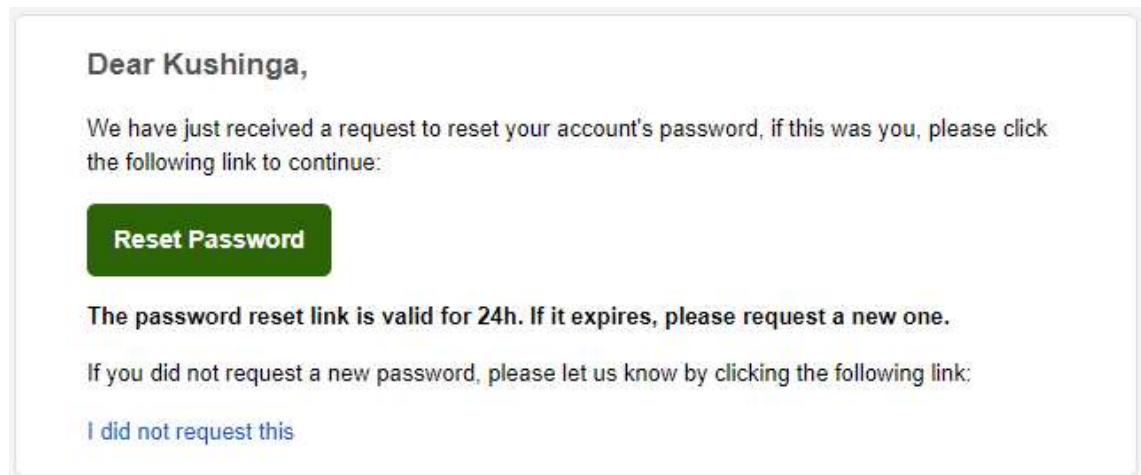 Dear Kushinga,
We have just received a request to reset your account's password, if this was you, please click
the following link to continue:
Reset Password
The password reset link is valid for 24h. If it expires, please request a new one.
If you did not request a new password, please let us know by clicking the following link:
I did not request this